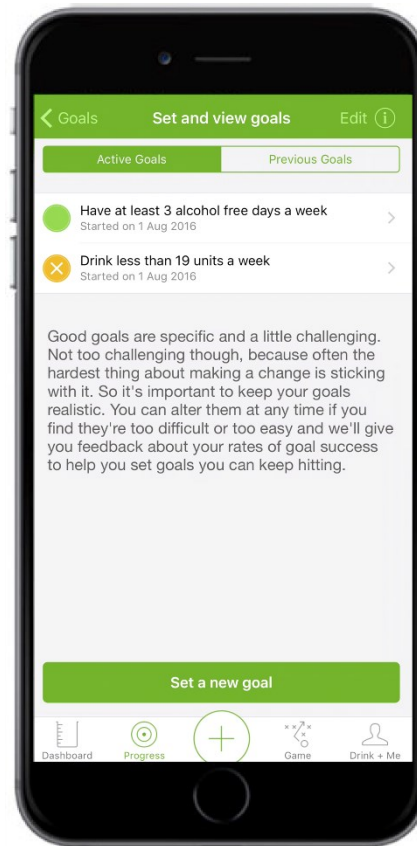 Goals
Set and view goals
Edit
Active Goals
Previous Goals
Have at least 3 alcohol free days a week
Started on 1 Aug 2016
Drink less than 19 units a week
Started on 1 Aug 2016
Good goals are specific and a little challenging.
Not too challenging though, because often the
hardest thing about making a change is sticking
with it. So it's important to keep your goals
realistic. You can alter them at any time if you
find they're too difficult or too easy and we'll give
you feedback about your rates of goal success
to help you set goals you can keep hitting.
Set a new goal
Dashboard
Progress
Game
Drink + Me